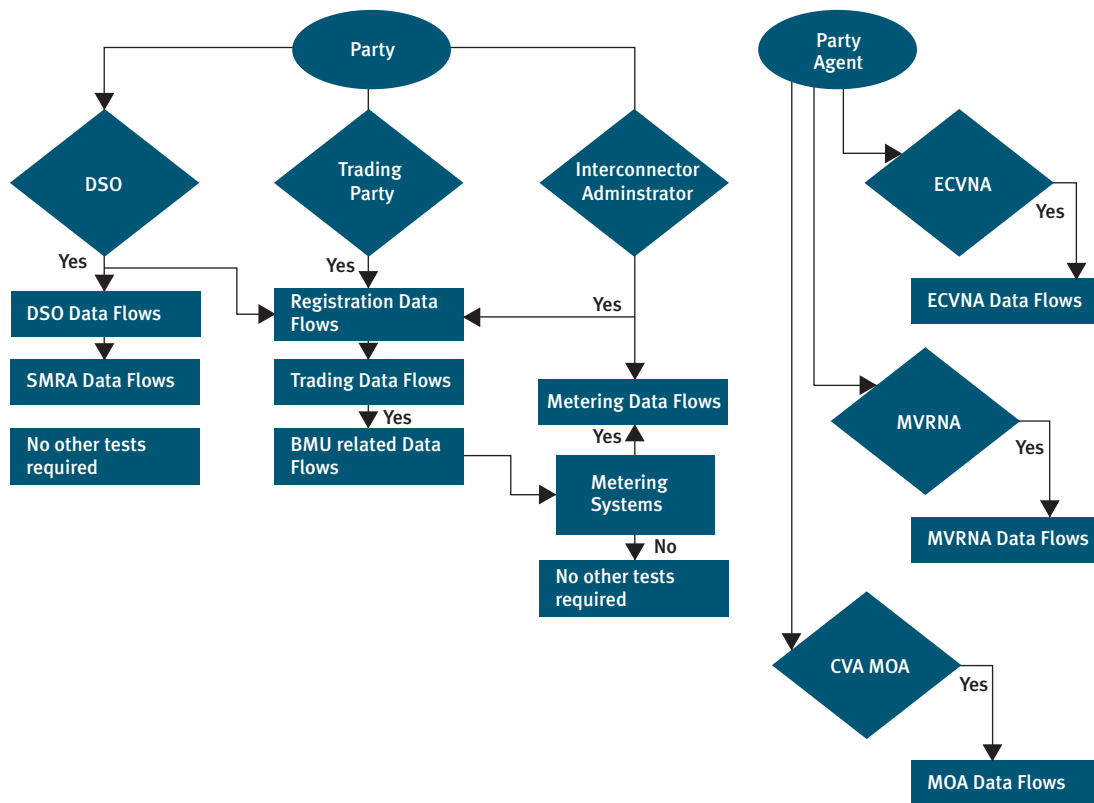 Party
DSO
Trading
Party
Interconnector
Adminstrator
Yes
Yes
Yes
DSO Data Flows
Registration Data
Flows
SMRA Data Flows
Trading Data Flows
Metering Data Flows
Yes
Yes
No other tests
required
BMU related Data
Flows
Metering
Systems
No
No other tests
required
Party
Agent
ECVNA
Yes
ECVNA Data Flows
MVRNA
Yes
MVRNA Data Flows
CVA MOA
Yes
MOA Data Flows